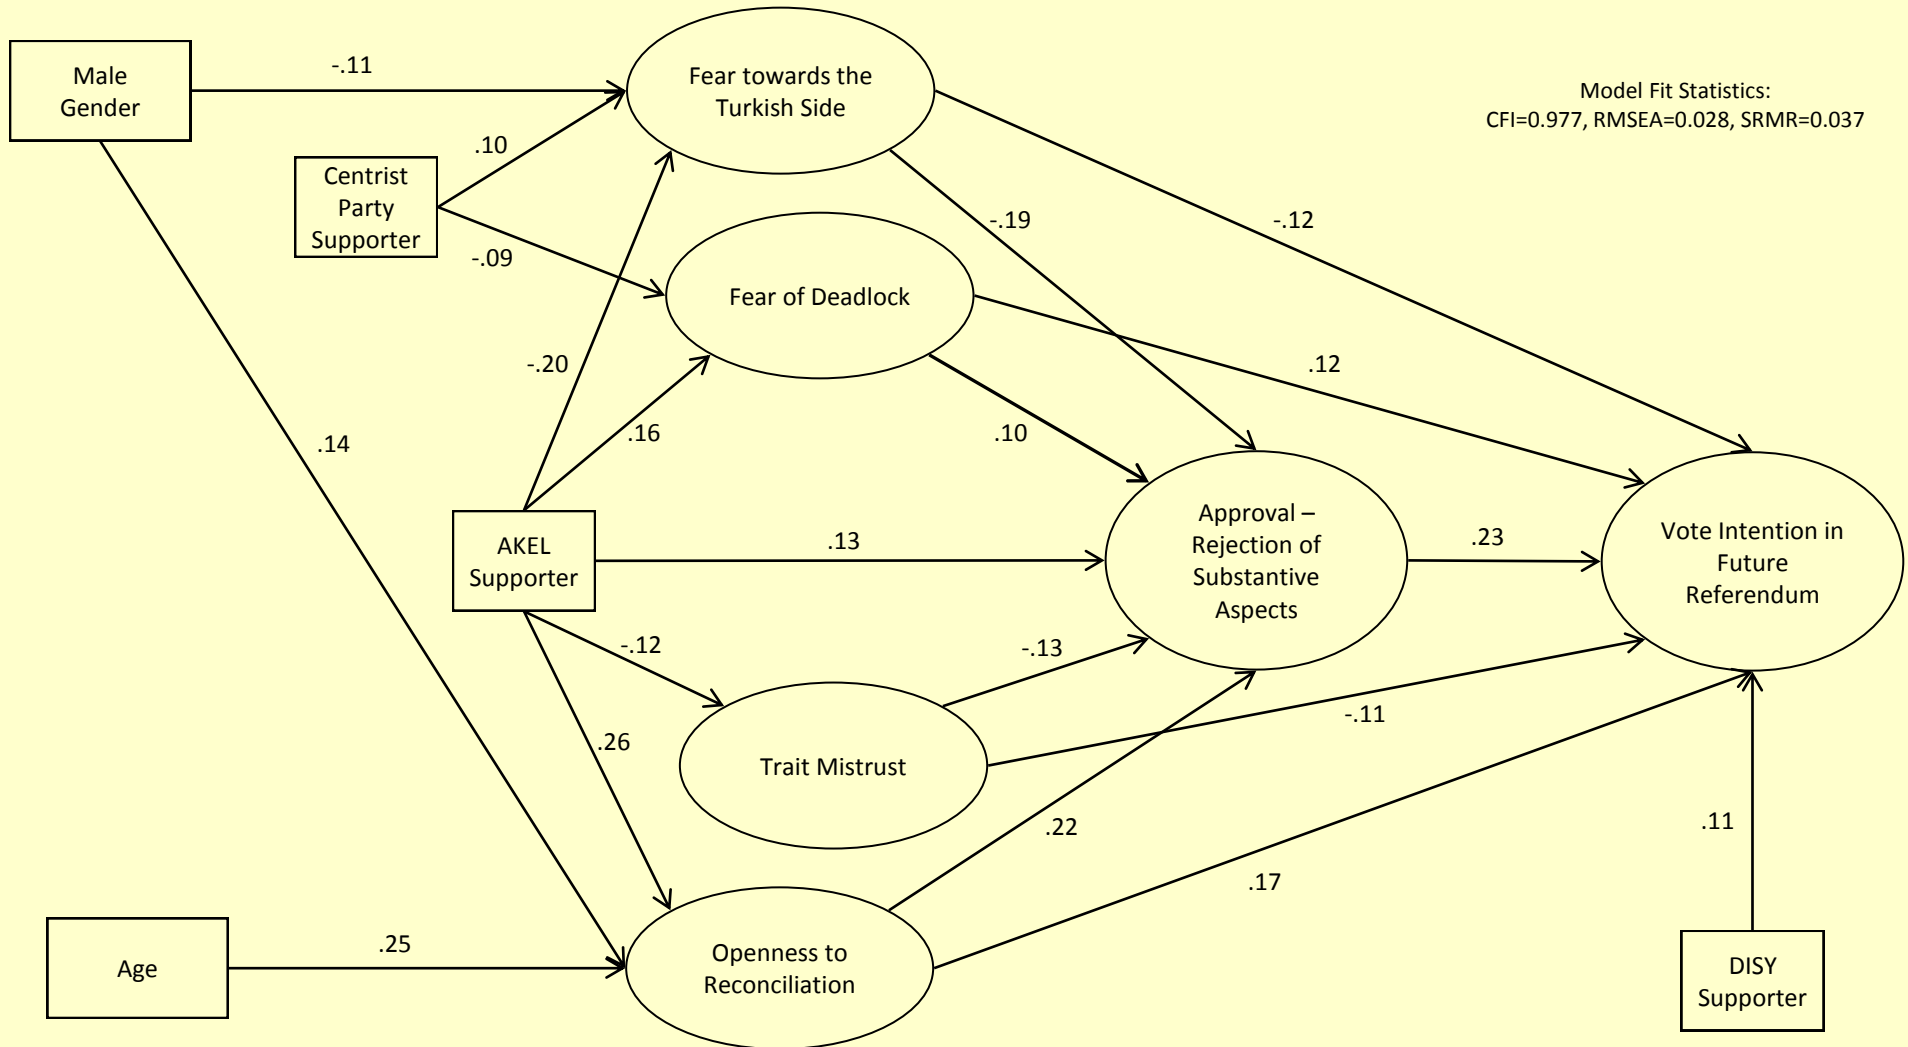 Male
Gender
-.11
Fear towards the
Turkish Side
Model Fit Statistics:
CFI=0.977, RMSEA=0.028, SRMR=0.037
.10
Centrist
Party
Supporter
-.09
-.19
-.12
Fear of Deadlock
-.20
.12
.14
.16
.10
AKEL
Supporter
.13
Approval –
Rejection of
Substantive
Aspects
.23
Vote Intention in
Future
Referendum
-.12
-.13
-.11
.26
Trait Mistrust
.22
.11
.17
Age
.25
Openness to
Reconciliation
DISY
Supporter